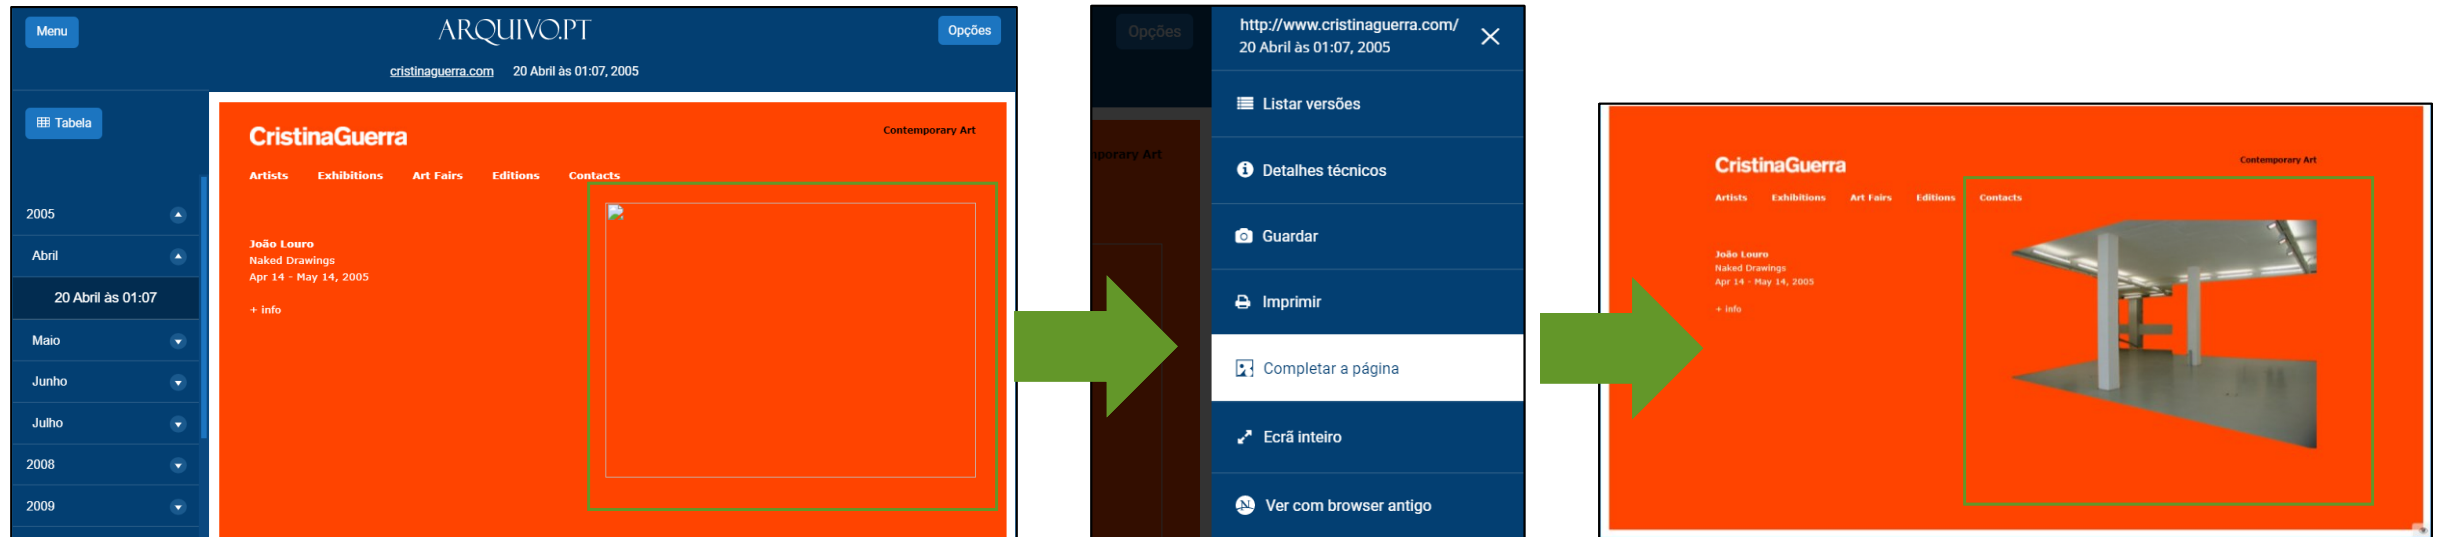 Menu
ARQUIVO.PT
Opções
cristinaguerra.com 20 Abril às 01:07, 2005
Tabela
2005
Abril
20 Abril às 01:07
Maio
Junho
Julho
2008
2009
CristinaGuerra
Contemporary Art
Artists Exhibitions Art Fairs Editions Contacts
João Louro
Naked Drawings
Apr 14 - May 14, 2005
+ info
Opções
mporary Art
http://www.cristinaguerra.com/
20 Abril às 01:07, 2005
Listar versões
Detalhes técnicos
Guardar
Imprimir
Completar a página
Ecrã inteiro
Ver com browser antigo
CristinaGuerra
Contemporary Art
Artists Exhibitions Art Fairs Editions Contacts
João Louro
Naked Drawings
Apr 14 - May 14, 2005
+ info